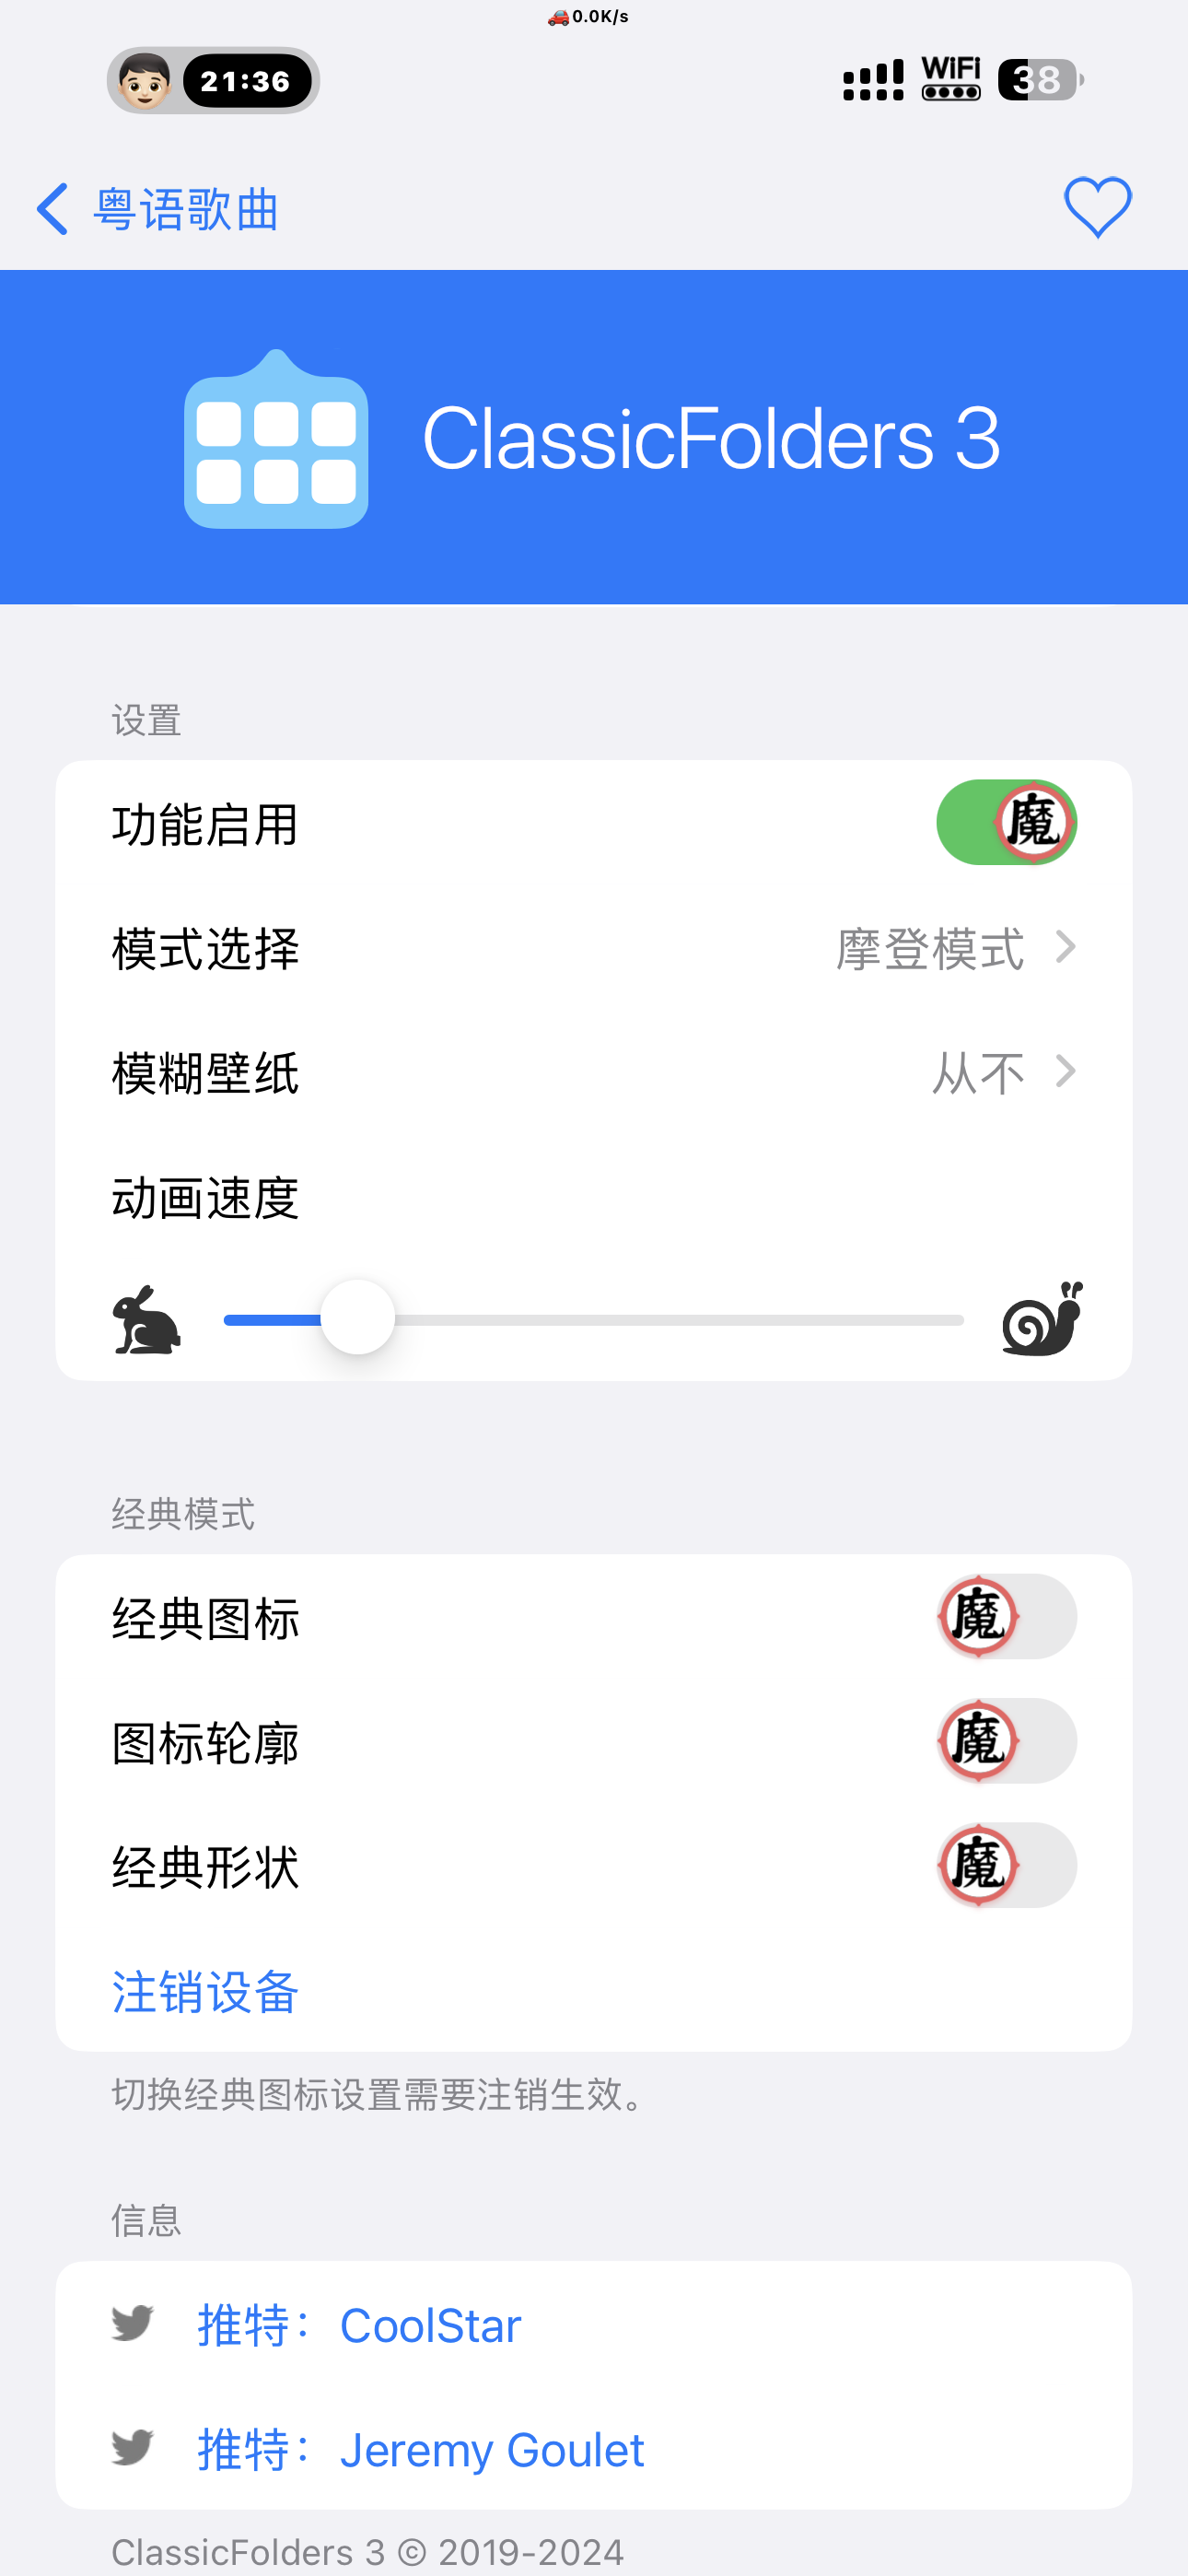 🚗0.0K/s
21:36
WiFi
38
粤语歌曲
ClassicFolders 3
设置
功能启用
魔
模式选择 摩登模式
模糊壁纸 从不
动画速度
经典模式
经典图标
魔
图标轮廓
魔
经典形状
魔
注销设备
切换经典图标设置需要注销生效。
信息
推特：CoolStar
推特：Jeremy Goulet
ClassicFolders 3 © 2019-2024